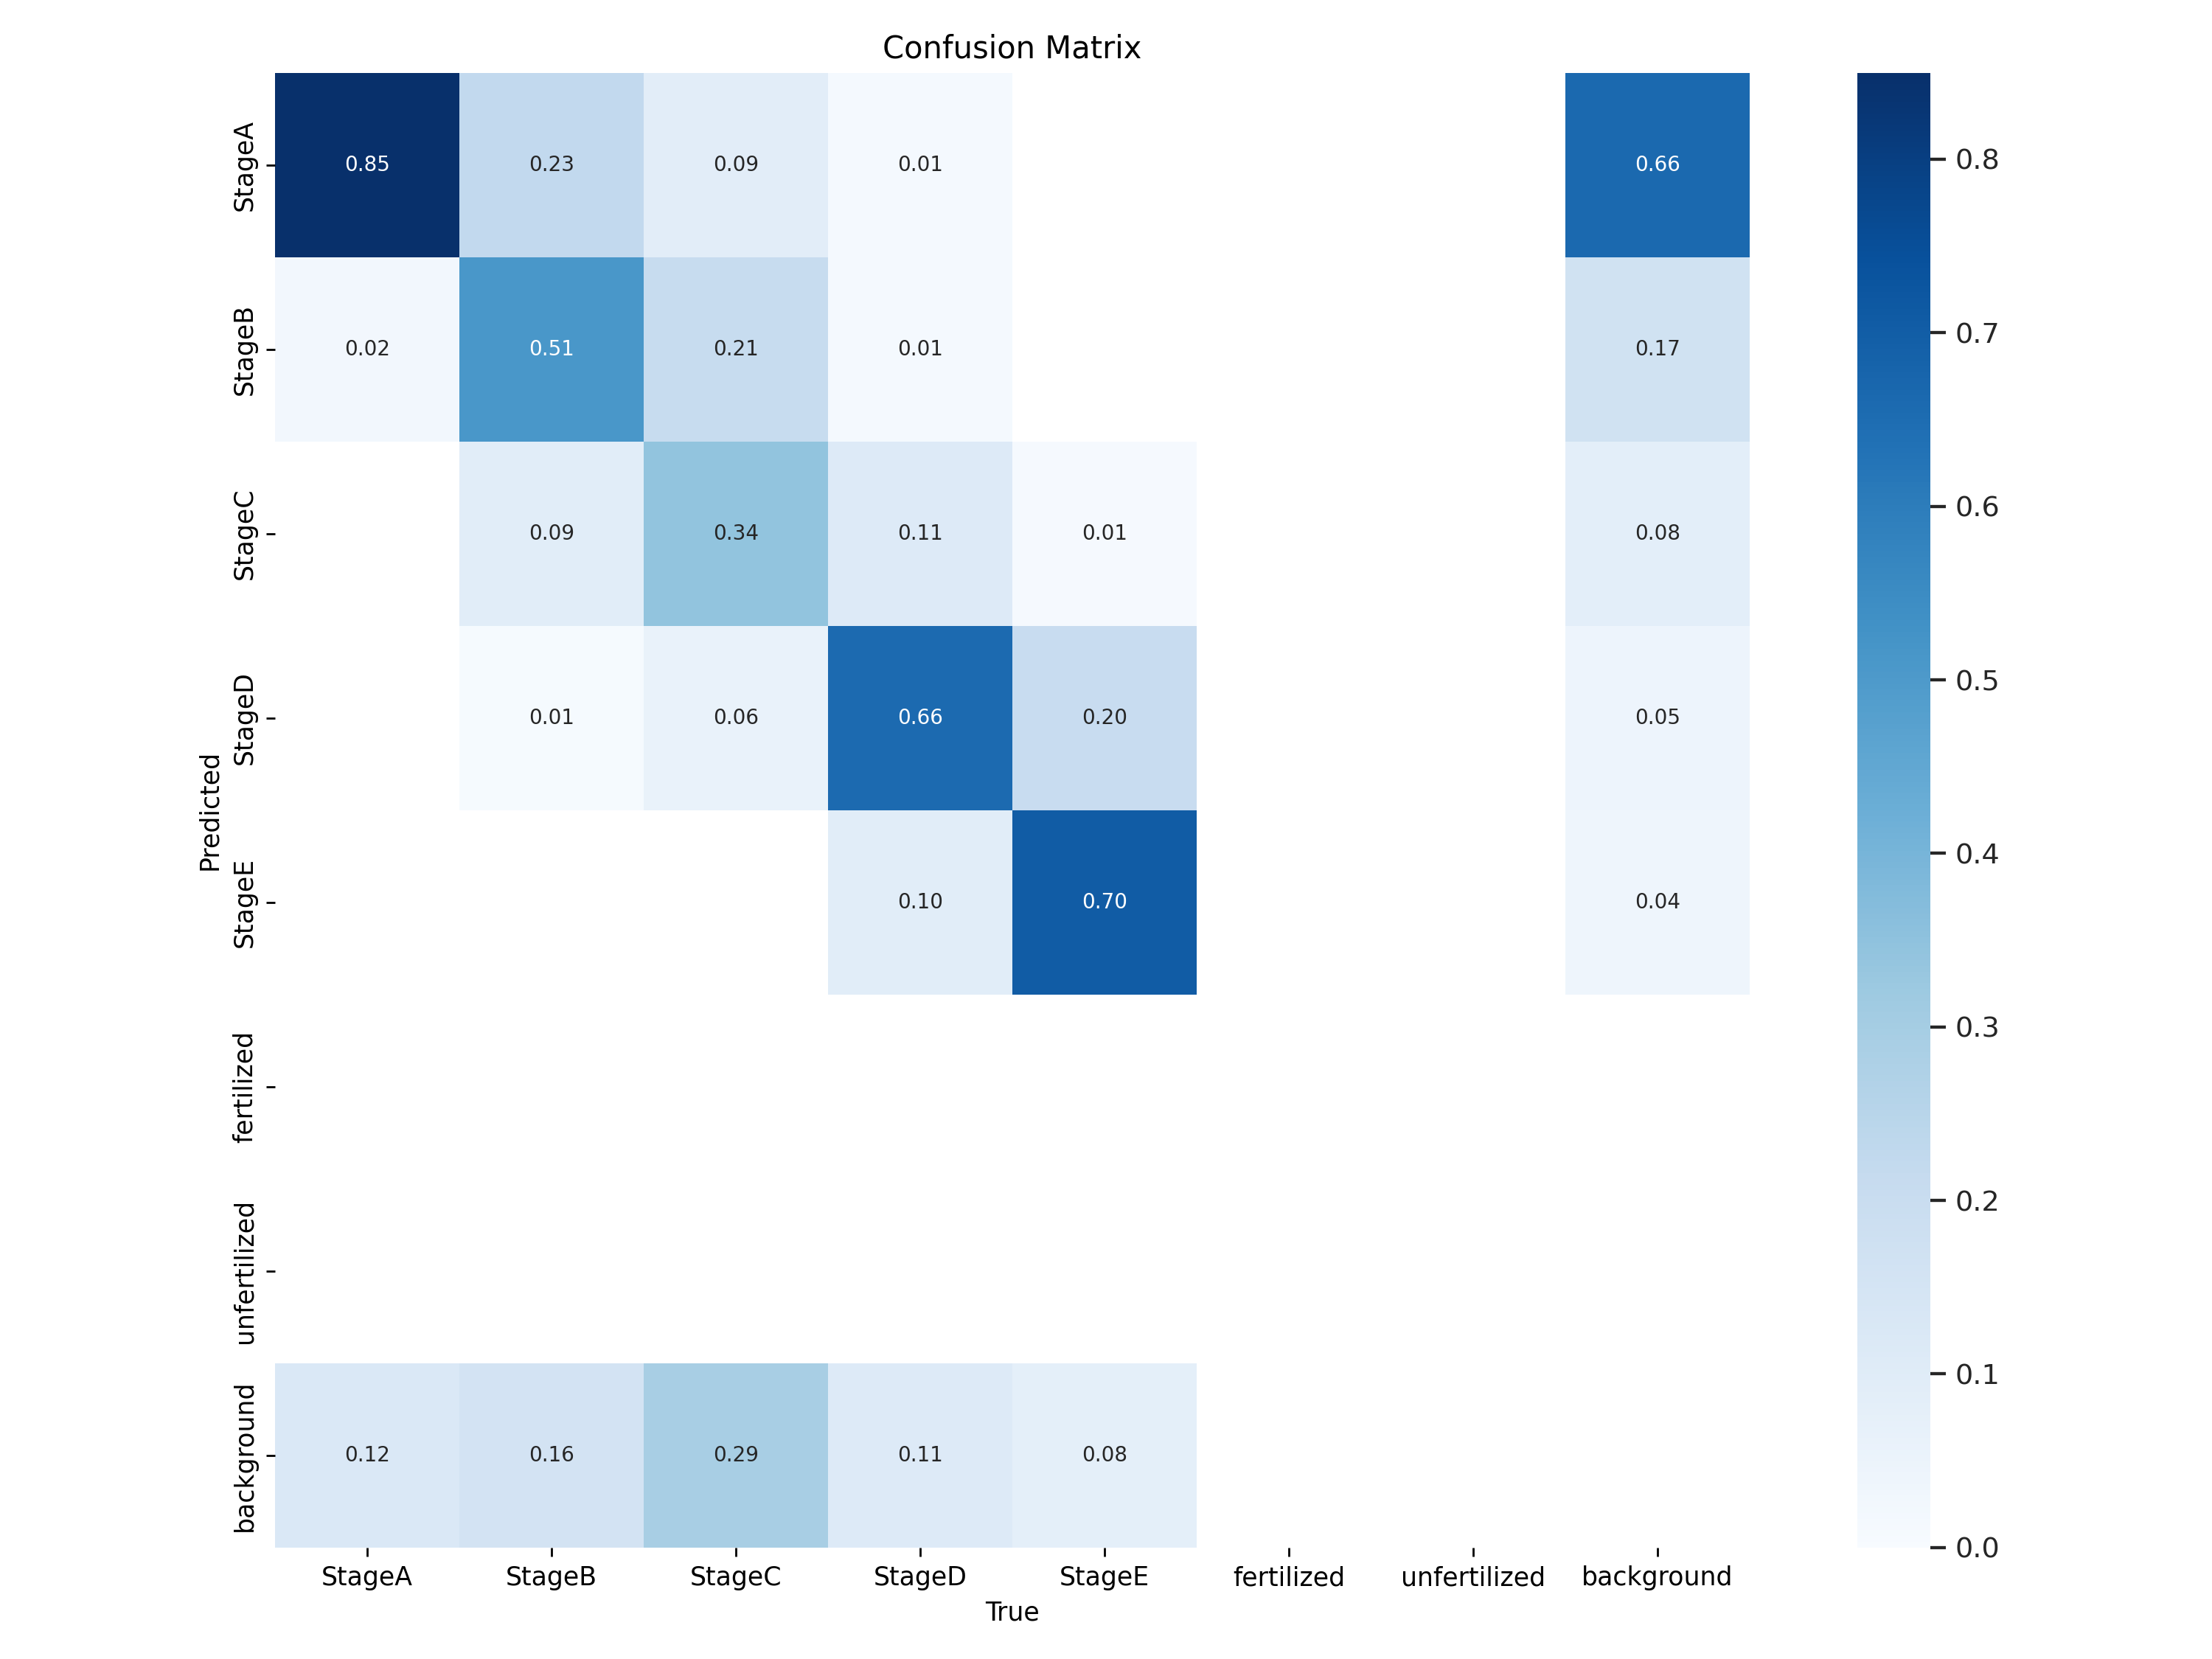 Confusion Matrix
StageA 0.85 0.23 0.09 0.01 0.66
StageB 0.02 0.51 0.21 0.01 0.17
StageC 0.09 0.34 0.11 0.01 0.08
StageD 0.01 0.06 0.66 0.20 0.05
StageE 0.10 0.70 0.04
fertilized
unfertilized
background 0.12 0.16 0.29 0.11 0.08
Predicted
StageA StageB StageC StageD StageE fertilized unfertilized background
True
0.8
0.7
0.6
0.5
0.4
0.3
0.2
0.1
0.0